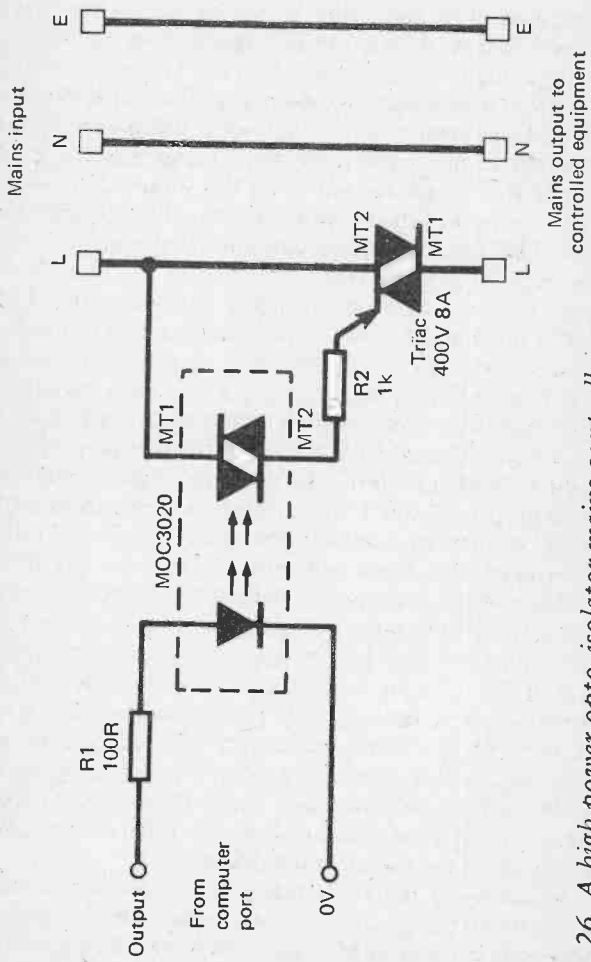 Mains input
L
N
E
MT1
MT2
MOC3020
R1
100R
Output
From
computer
port
0V
MT2
R2
1k
MT1
Triac
400V 8A
L
N
E
Mains output to
controlled equipment
26 A high power opto-isolator mains